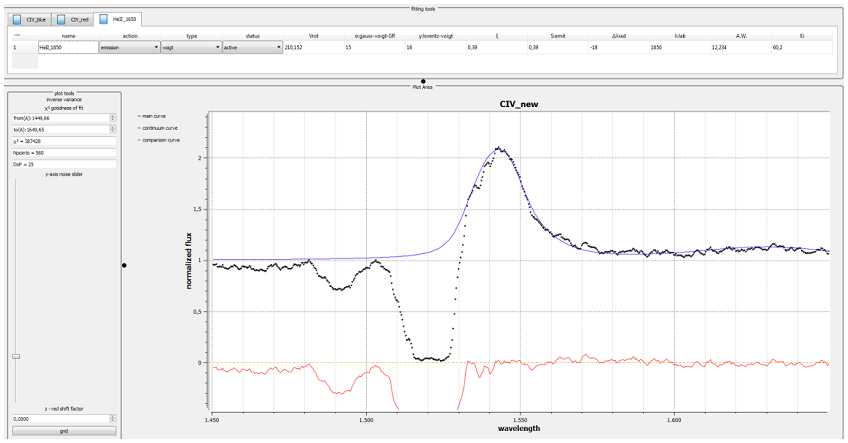 fitting tools
CIV_blue CIV_red HeII_1650
name action type status Vrot σ:gauss-voigt-GR γ:lorentz-voigt ξ Siemit Δλrad λlab A.W. Ei
1 HeII_1650 emission voigt active 210,152 15 16 0,39 0,39 -18 1650 12,234 60,2
Plot Area
plot tools
inverse variance
χ² goodness of fit
from(A):1449,66
to(A):1649,65
χ² = 387428
Npoints = 560
DoF = 25
y-axis noise slider
z - red shift factor
0,0000
grid
main curve
continuum curve
comparison curve
CIV_new
normalized flux
2
1,5
1
0,5
0
1.450 1.500 1.550 1.600
wavelength